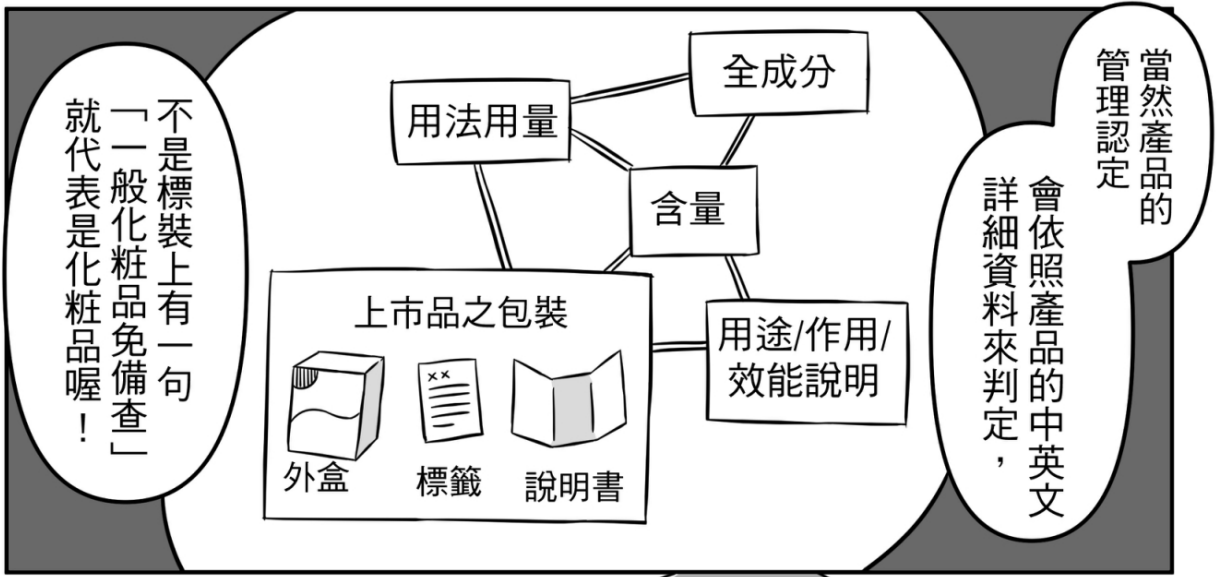 當然產品的
管理認定
會依照產品的中英文
詳細資料來判定，
全成分
用法用量
含量
上市品之包裝
外盒
標籤
說明書
用途/作用/
效能說明
不是標裝上有一句
「一般化粧品免備查」
就代表是化粧品喔！